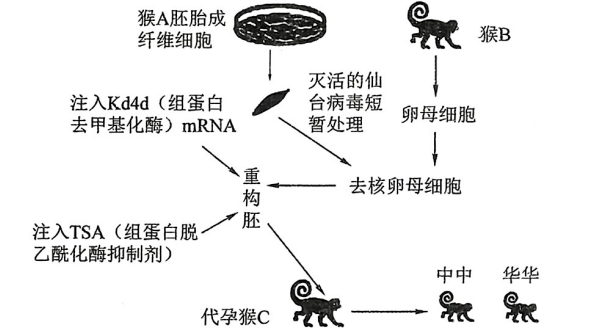 猴A胚胎成
纤维细胞
猴B
灭活的仙
台病毒短
暂处理
注入Kd4d（组蛋白
去甲基化酶）mRNA
卵母细胞
去核卵母细胞
重
构
胚
注入TSA（组蛋白脱
乙酰化酶抑制剂）
代孕猴C
中中
华华